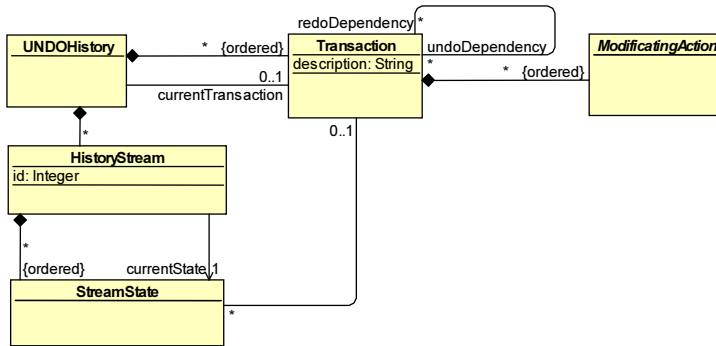 redoDependency *
UNDOHistory
* {ordered}
Transaction
undoDependency
ModificatingAction
description: String
*
* {ordered}
0..1
currentTransaction
*
0..1
HistoryStream
id: Integer
*
{ordered}
currentState 1
StreamState
*